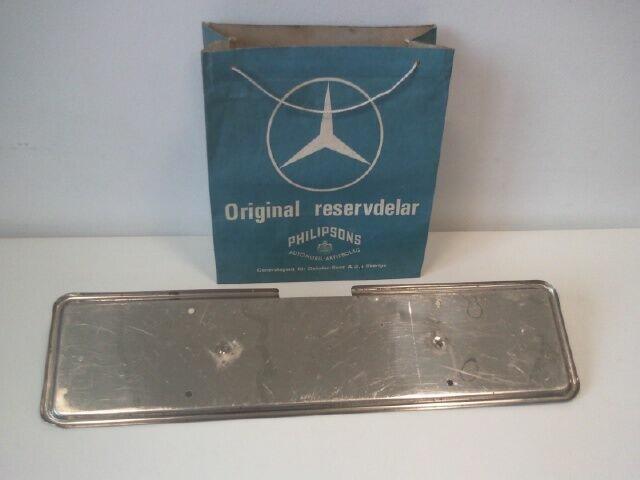 Original reservdelar
PHILIPSONS
AUTOMOBIL-AKTIEBOLAG
Generalagent för Daimler-Benz A.G. i Sverige